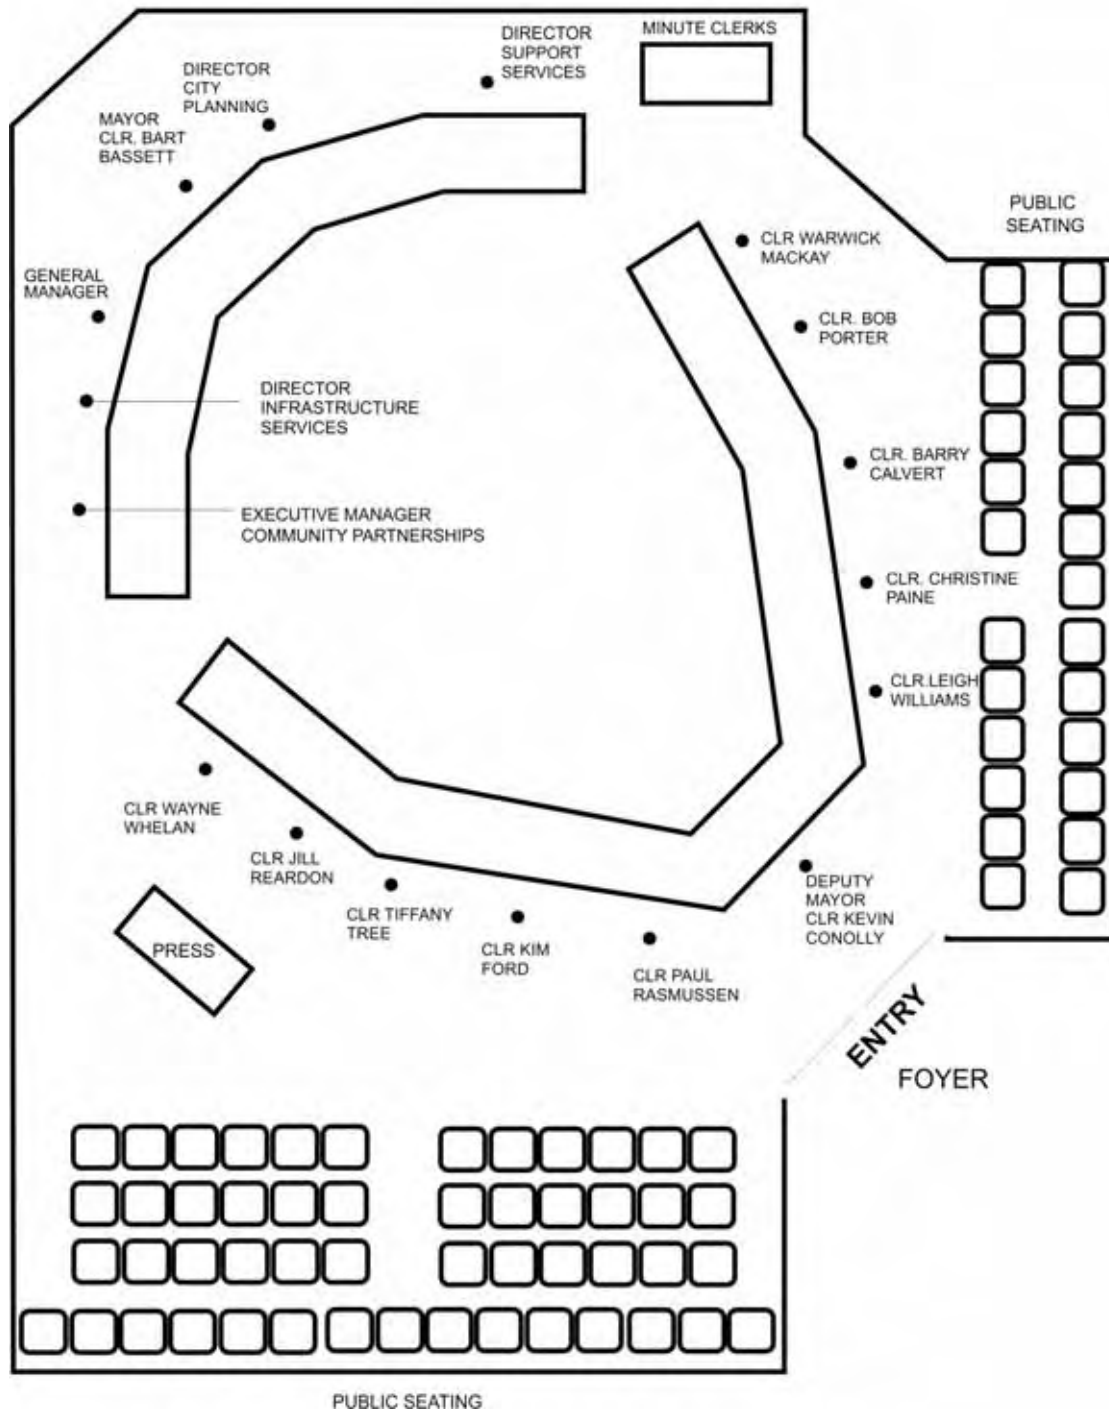 MINUTE CLERKS
DIRECTOR
SUPPORT
SERVICES
DIRECTOR
CITY
PLANNING
MAYOR
CLR. BART
BASSETT
PUBLIC
SEATING
CLR WARWICK
MACKAY
GENERAL
MANAGER
CLR. BOB
PORTER
DIRECTOR
INFRASTRUCTURE
SERVICES
CLR. BARRY
CALVERT
EXECUTIVE MANAGER
COMMUNITY PARTNERSHIPS
CLR. CHRISTINE
PAINE
CLR.LEIGH
WILLIAMS
CLR WAYNE
WHELAN
CLR JILL
REARDON
CLR TIFFANY
TREE
CLR KIM
FORD
CLR PAUL
RASMUSSEN
DEPUTY
MAYOR
CLR KEVIN
CONOLLY
PRESS
ENTRY
FOYER
PUBLIC SEATING